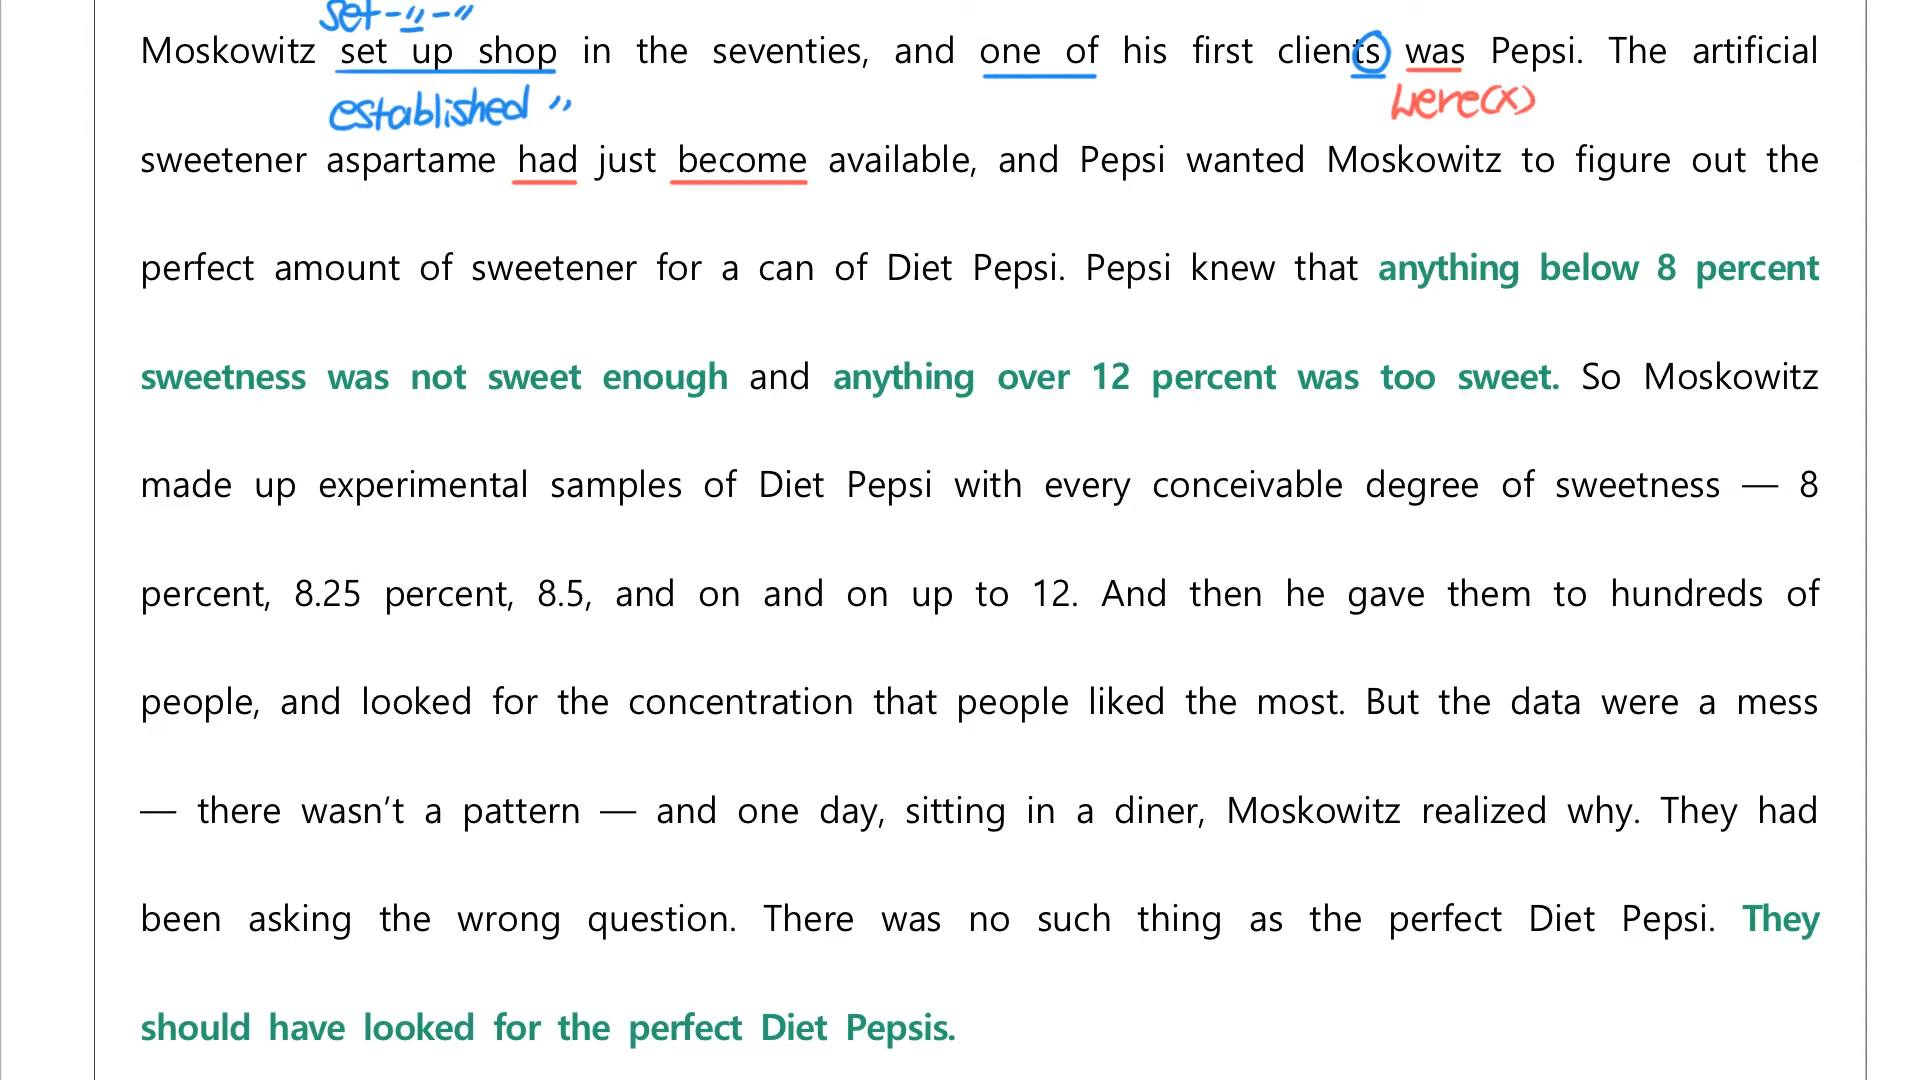 set-〃-〃
Moskowitz set up shop in the seventies, and one of his first clients was Pepsi. The artificial
established 〃
were(x)
sweetener aspartame had just become available, and Pepsi wanted Moskowitz to figure out the
perfect amount of sweetener for a can of Diet Pepsi. Pepsi knew that anything below 8 percent
sweetness was not sweet enough and anything over 12 percent was too sweet. So Moskowitz
made up experimental samples of Diet Pepsi with every conceivable degree of sweetness — 8
percent, 8.25 percent, 8.5, and on and on up to 12. And then he gave them to hundreds of
people, and looked for the concentration that people liked the most. But the data were a mess
— there wasn’t a pattern — and one day, sitting in a diner, Moskowitz realized why. They had
been asking the wrong question. There was no such thing as the perfect Diet Pepsi. They
should have looked for the perfect Diet Pepsis.